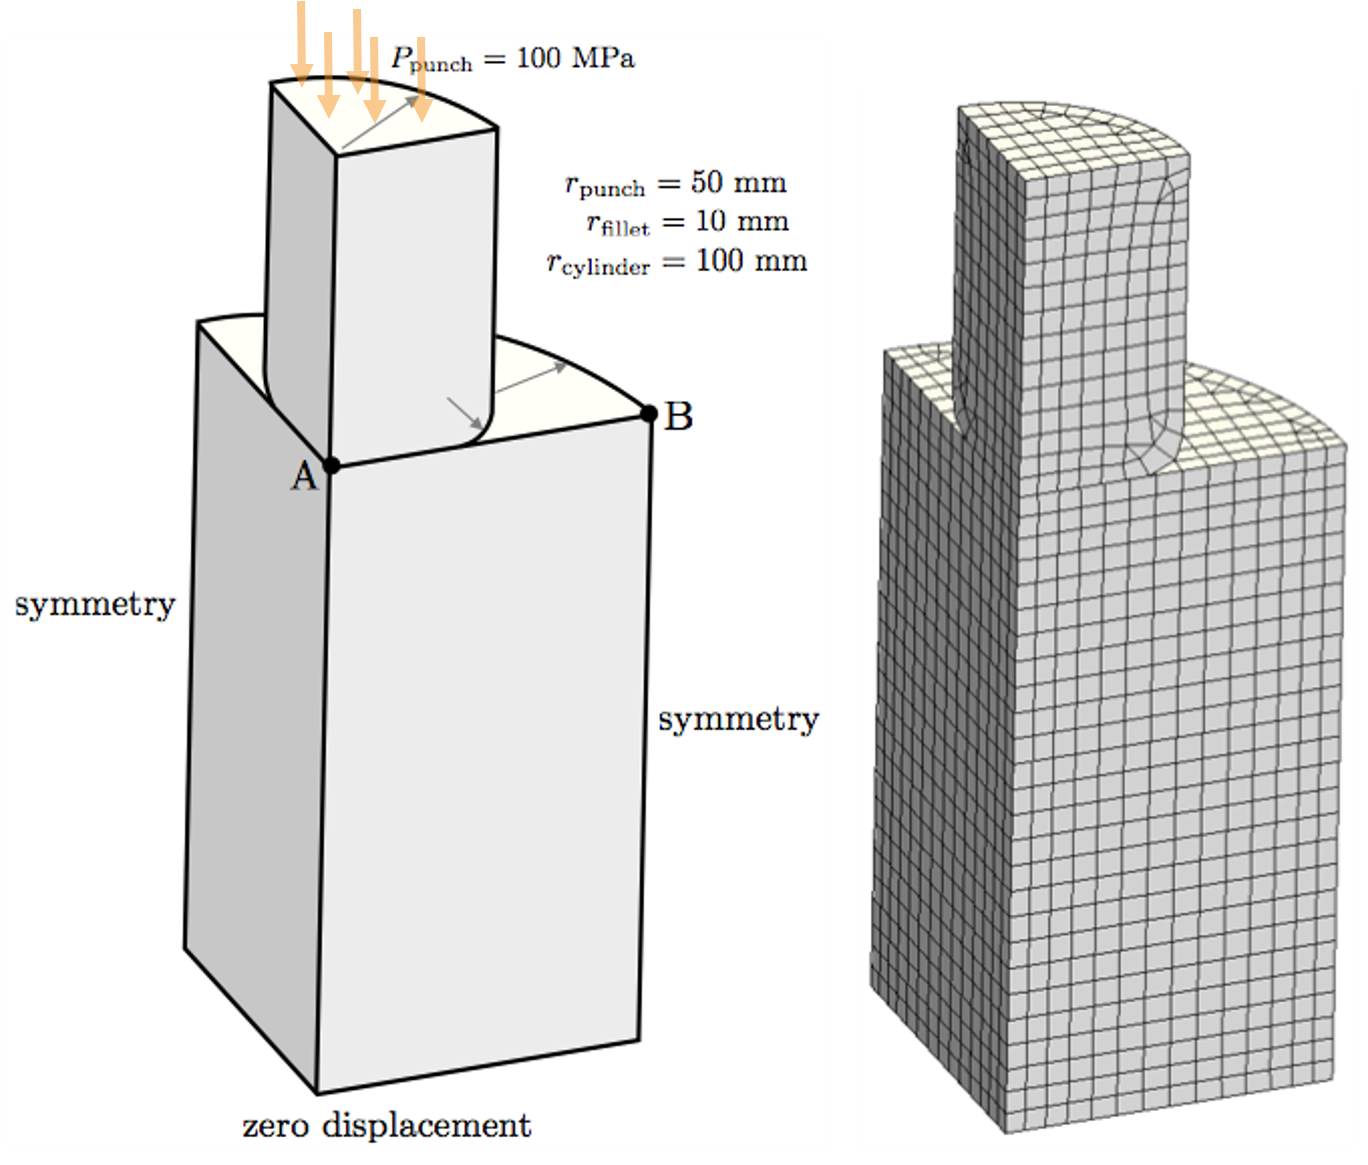 P_punch = 100 MPa
r_punch = 50 mm
r_fillet = 10 mm
r_cylinder = 100 mm
B
A
symmetry
symmetry
zero displacement